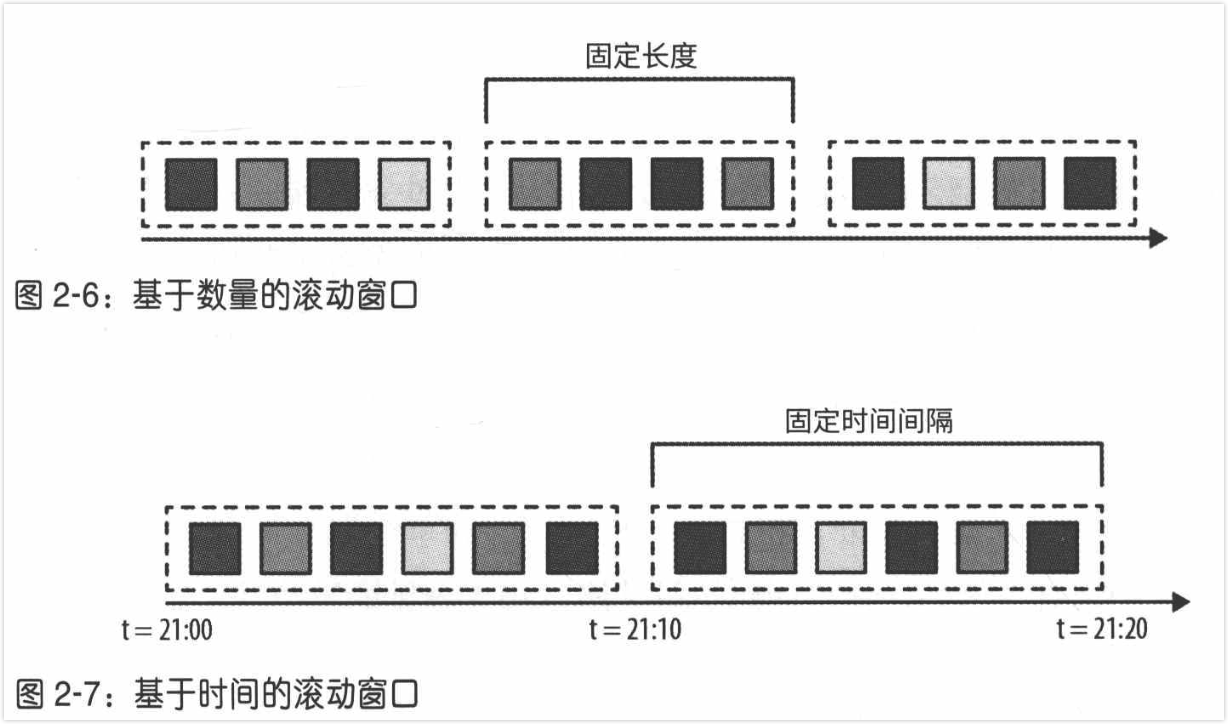 固定长度
图 2-6：基于数量的滚动窗口
固定时间间隔
t = 21:00 t = 21:10 t = 21:20
图 2-7：基于时间的滚动窗口